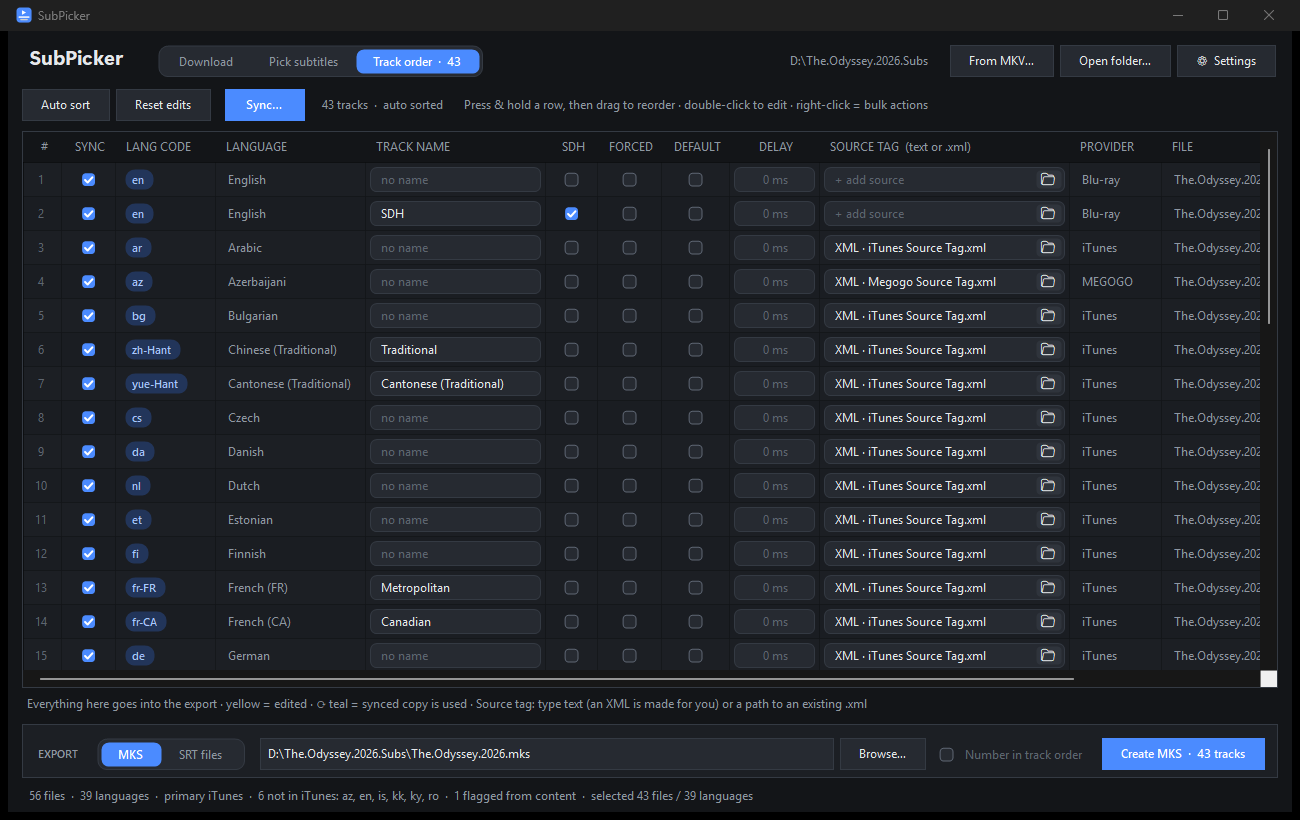 SubPicker
SubPicker Download Pick subtitles Track order · 43 D:\The.Odyssey.2026.Subs From MKV... Open folder... ⚙ Settings
Auto sort Reset edits Sync... 43 tracks · auto sorted Press & hold a row, then drag to reorder · double-click to edit · right-click = bulk actions
# SYNC LANG CODE LANGUAGE TRACK NAME SDH FORCED DEFAULT DELAY SOURCE TAG (text or .xml) PROVIDER FILE
1 en English no name 0 ms + add source Blu-ray The.Odyssey.202
2 en English SDH 0 ms + add source Blu-ray The.Odyssey.202
3 ar Arabic no name 0 ms XML · iTunes Source Tag.xml iTunes The.Odyssey.202
4 az Azerbaijani no name 0 ms XML · Megogo Source Tag.xml MEGOGO The.Odyssey.202
5 bg Bulgarian no name 0 ms XML · iTunes Source Tag.xml iTunes The.Odyssey.202
6 zh-Hant Chinese (Traditional) Traditional 0 ms XML · iTunes Source Tag.xml iTunes The.Odyssey.202
7 yue-Hant Cantonese (Traditional) Cantonese (Traditional) 0 ms XML · iTunes Source Tag.xml iTunes The.Odyssey.202
8 cs Czech no name 0 ms XML · iTunes Source Tag.xml iTunes The.Odyssey.202
9 da Danish no name 0 ms XML · iTunes Source Tag.xml iTunes The.Odyssey.202
10 nl Dutch no name 0 ms XML · iTunes Source Tag.xml iTunes The.Odyssey.202
11 et Estonian no name 0 ms XML · iTunes Source Tag.xml iTunes The.Odyssey.202
12 fi Finnish no name 0 ms XML · iTunes Source Tag.xml iTunes The.Odyssey.202
13 fr-FR French (FR) Metropolitan 0 ms XML · iTunes Source Tag.xml iTunes The.Odyssey.202
14 fr-CA French (CA) Canadian 0 ms XML · iTunes Source Tag.xml iTunes The.Odyssey.202
15 de German no name 0 ms XML · iTunes Source Tag.xml iTunes The.Odyssey.202
Everything here goes into the export · yellow = edited · ⟳ teal = synced copy is used · Source tag: type text (an XML is made for you) or a path to an existing .xml
EXPORT MKS SRT files D:\The.Odyssey.2026.Subs\The.Odyssey.2026.mks Browse... Number in track order Create MKS · 43 tracks
56 files · 39 languages · primary iTunes · 6 not in iTunes: az, en, is, kk, ky, ro · 1 flagged from content · selected 43 files / 39 languages